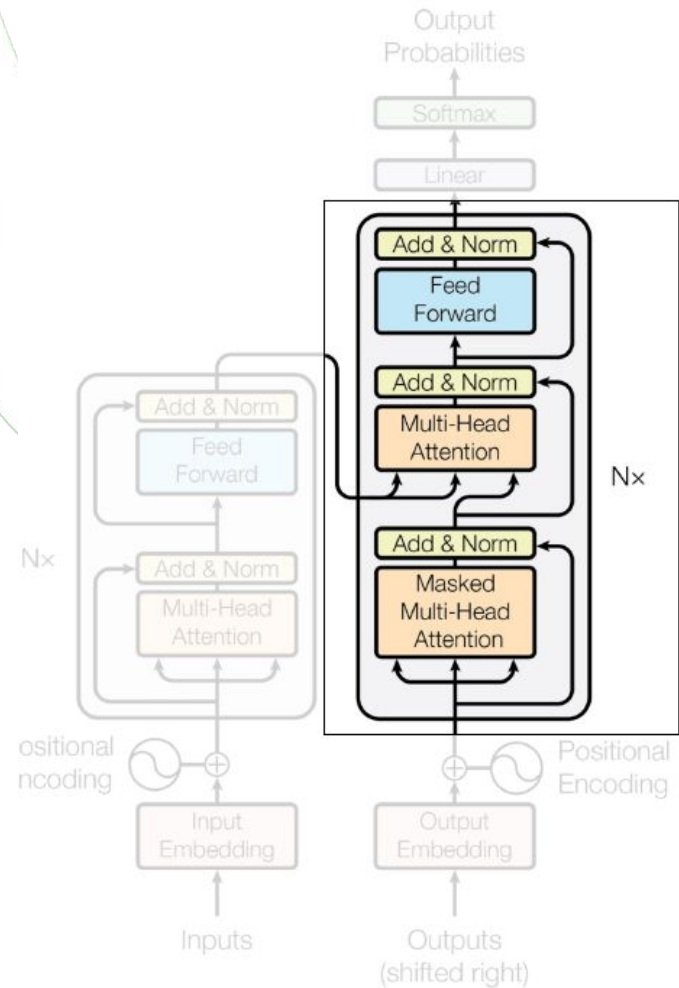 Output
Probabilities
Softmax
Linear
Add & Norm
Feed
Forward
Add & Norm
Multi-Head
Attention
Nx
Add & Norm
Masked
Multi-Head
Attention
Add & Norm
Feed
Forward
Nx
Add & Norm
Multi-Head
Attention
ositional
ncoding
Positional
Encoding
Input
Embedding
Output
Embedding
Inputs
Outputs
(shifted right)